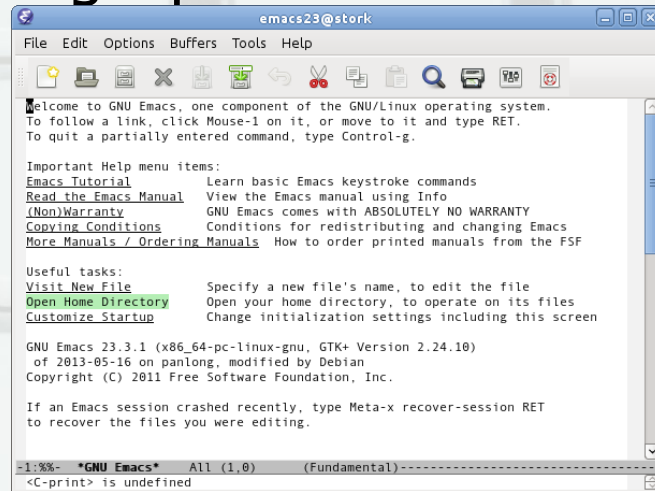 emacs23@stork
File Edit Options Buffers Tools Help
Welcome to GNU Emacs, one component of the GNU/Linux operating system.
To follow a link, click Mouse-1 on it, or move to it and type RET.
To quit a partially entered command, type Control-g.
Important Help menu items:
Emacs Tutorial Learn basic Emacs keystroke commands
Read the Emacs Manual View the Emacs manual using Info
(Non)Warranty GNU Emacs comes with ABSOLUTELY NO WARRANTY
Copying Conditions Conditions for redistributing and changing Emacs
More Manuals / Ordering Manuals How to order printed manuals from the FSF
Useful tasks:
Visit New File Specify a new file's name, to edit the file
Open Home Directory Open your home directory, to operate on its files
Customize Startup Change initialization settings including this screen
GNU Emacs 23.3.1 (x86_64-pc-linux-gnu, GTK+ Version 2.24.10)
of 2013-05-16 on panlong, modified by Debian
Copyright (C) 2011 Free Software Foundation, Inc.
If an Emacs session crashed recently, type Meta-x recover-session RET
to recover the files you were editing.
-1:%%- *GNU Emacs* All (1,0) (Fundamental)----------------------------------
<C-print> is undefined